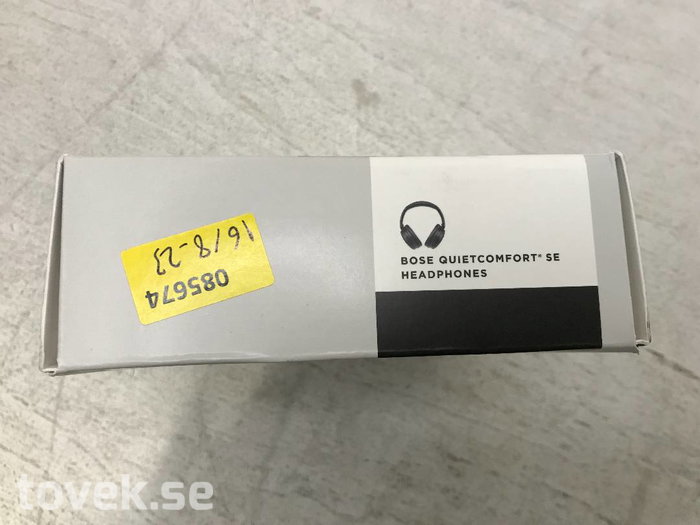 BOSE QUIETCOMFORT® SE
HEADPHONES
085674
16/8-23
tovek.se